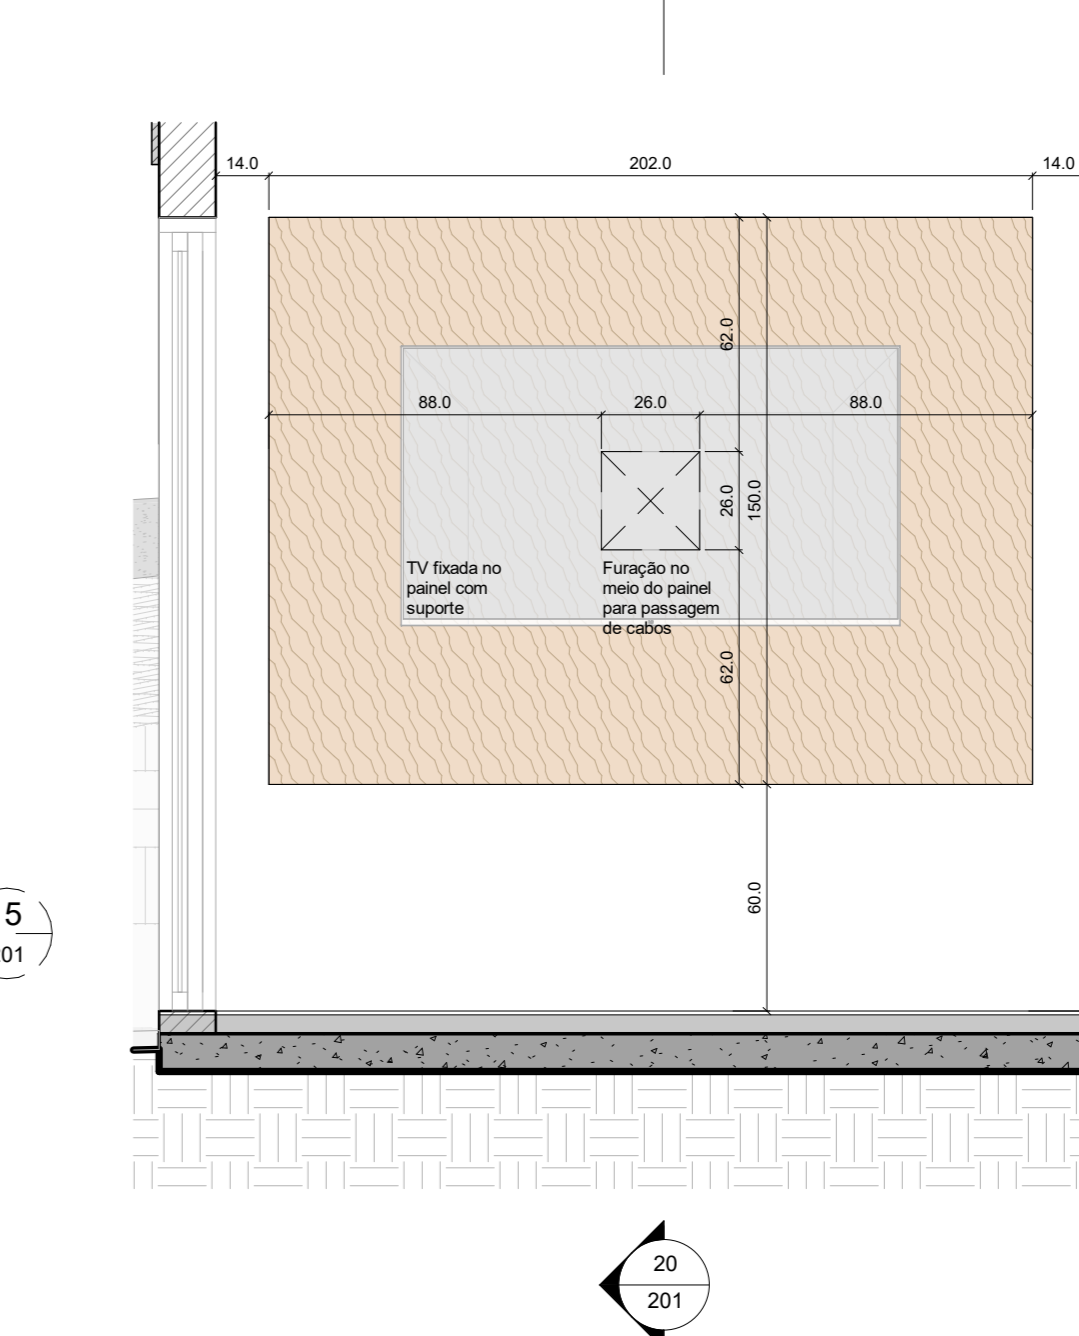 14.0
202.0
14.0
62.0
88.0
26.0
88.0
26.0
150.0
TV fixada no
painel com
suporte
Furação no
meio do painel
para passagem
de cabos
62.0
60.0
5
01
20
201